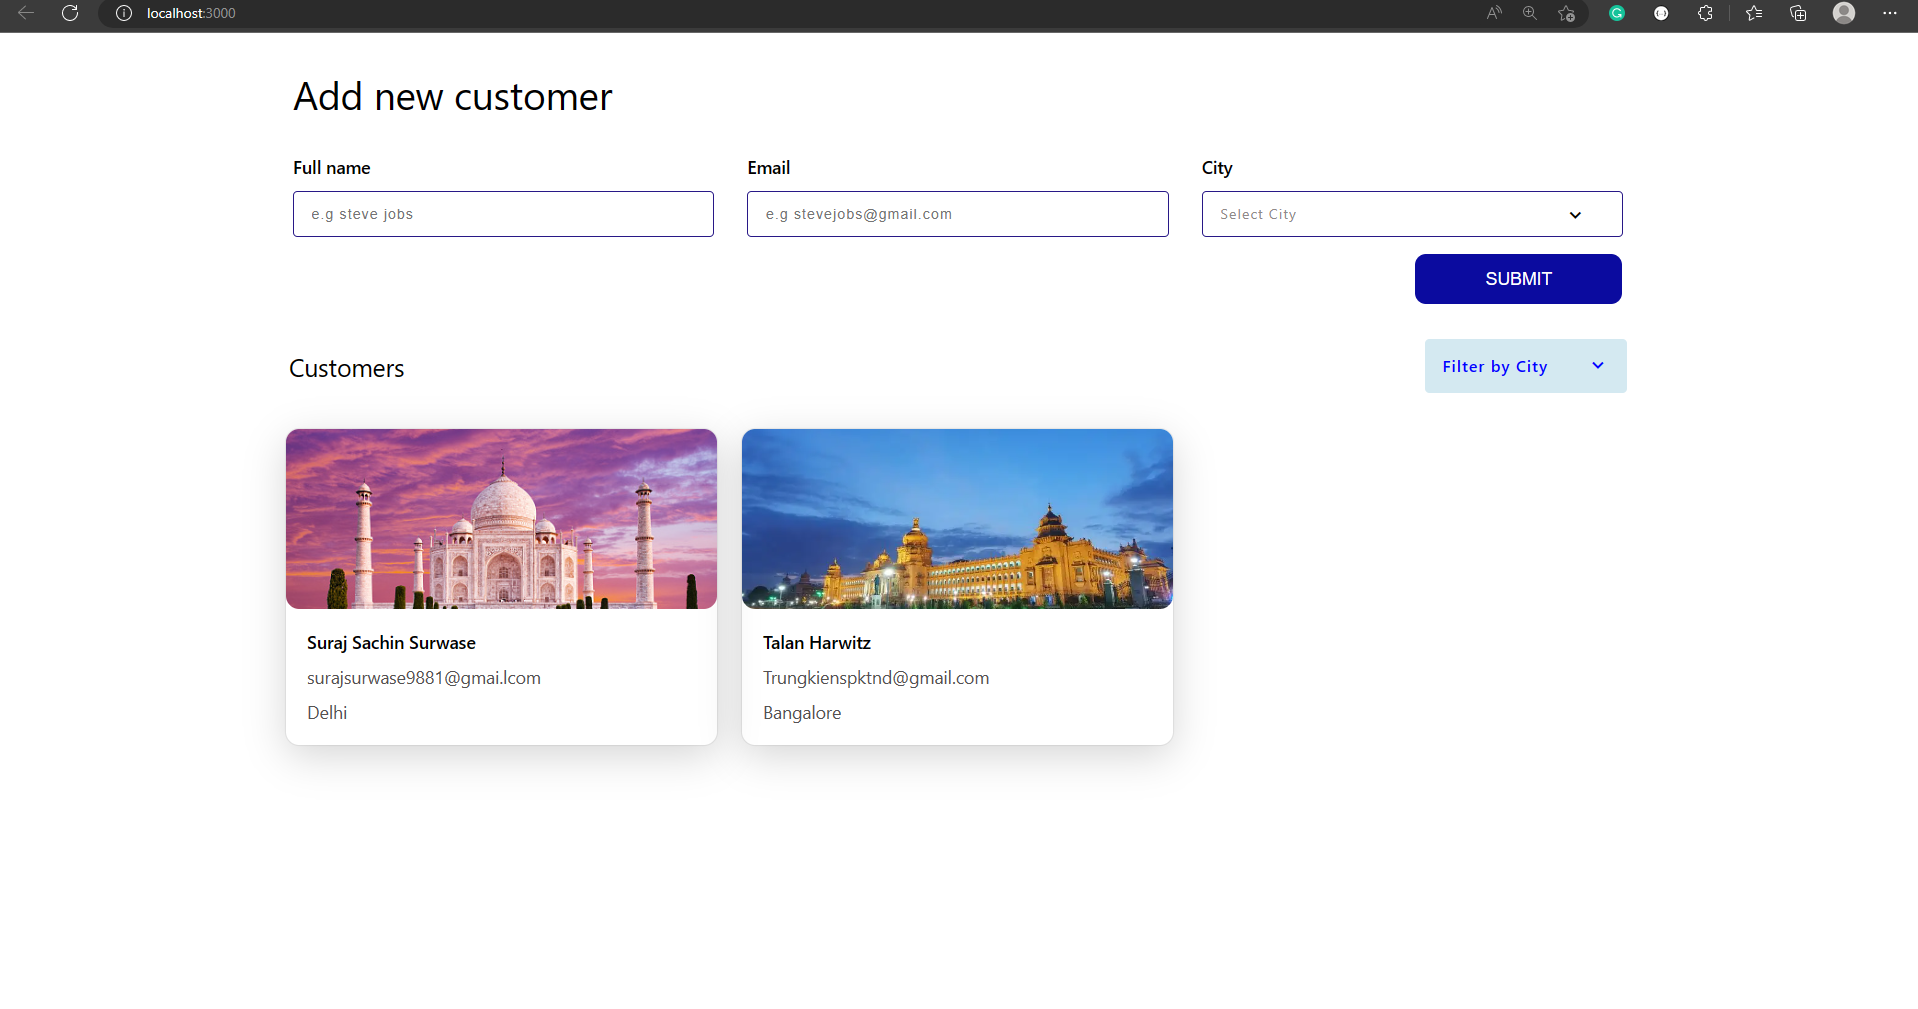 localhost:3000
Add new customer
Full name
Email
City
e.g steve jobs
e.g stevejobs@gmail.com
Select City
SUBMIT
Customers
Filter by City
Suraj Sachin Surwase
surajsurwase9881@gmai.lcom
Delhi
Talan Harwitz
Trungkienspktnd@gmail.com
Bangalore